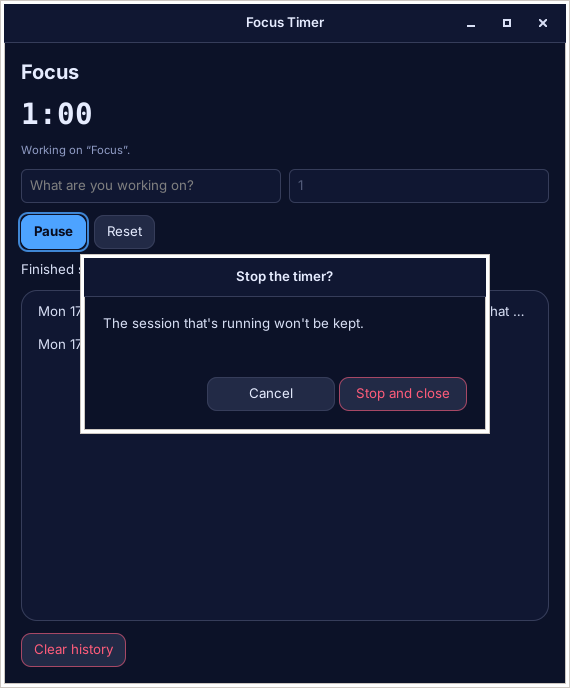 Focus Timer
Focus
1:00
Working on “Focus”.
What are you working on? 1
Pause Reset
Finished
Stop the timer?
Mon 17 hat ...
The session that's running won't be kept.
Mon 17
Cancel Stop and close
Clear history